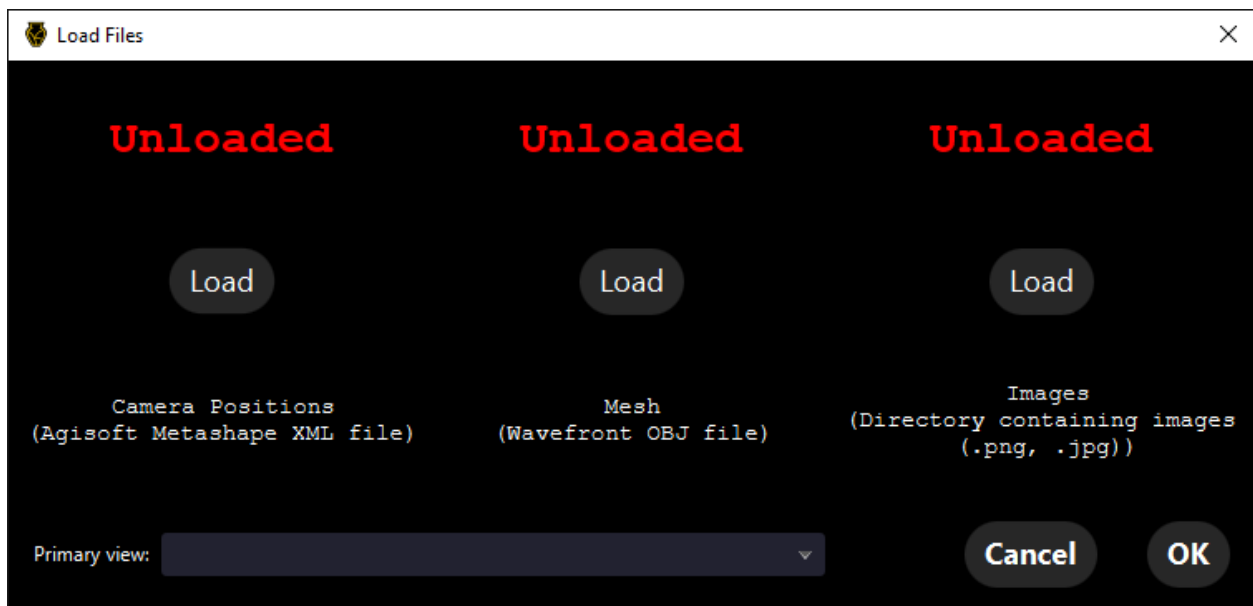 Load Files
Unloaded
Unloaded
Unloaded
Load
Load
Load
Camera Positions
(Agisoft Metashape XML file)
Mesh
(Wavefront OBJ file)
Images
(Directory containing images
(.png, .jpg))
Primary view:
Cancel
OK